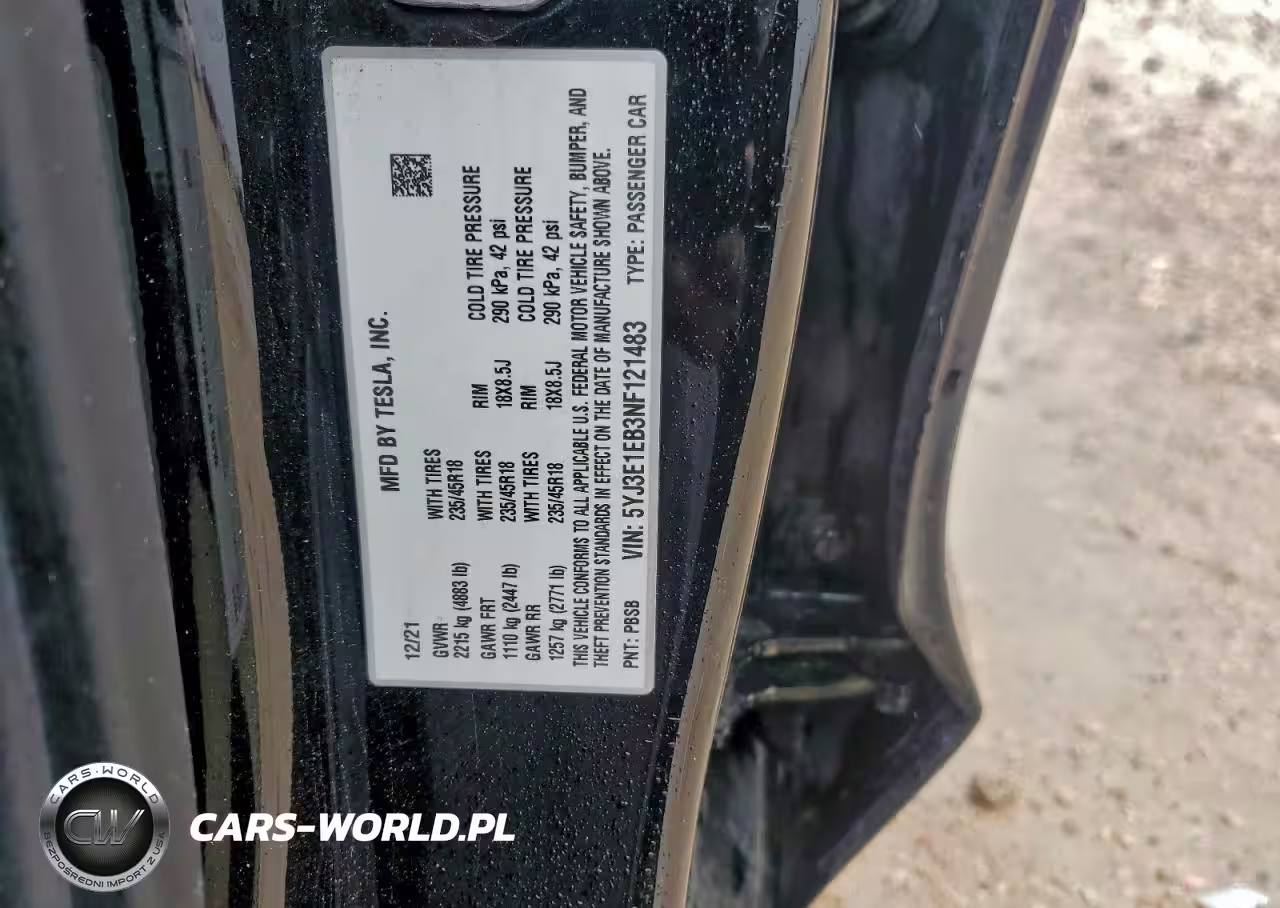 MFD BY TESLA, INC.
12/21
GVWR
2215 kg (4883 lb)
WITH TIRES
235/45R18
GAWR FRT
1110 kg (2447 lb)
WITH TIRES
235/45R18
RIM
18X8.5J
COLD TIRE PRESSURE
290 kPa, 42 psi
GAWR RR
1257 kg (2771 lb)
WITH TIRES
235/45R18
RIM
18X8.5J
COLD TIRE PRESSURE
290 kPa, 42 psi
THIS VEHICLE CONFORMS TO ALL APPLICABLE U.S. FEDERAL MOTOR VEHICLE SAFETY, BUMPER, AND
THEFT PREVENTION STANDARDS IN EFFECT ON THE DATE OF MANUFACTURE SHOWN ABOVE.
PNT: PBSB VIN: 5YJ3E1EB3NF121483 TYPE: PASSENGER CAR
CARS-WORLD
CW
BEZPOŚREDNI IMPORT Z USA
CARS-WORLD.PL